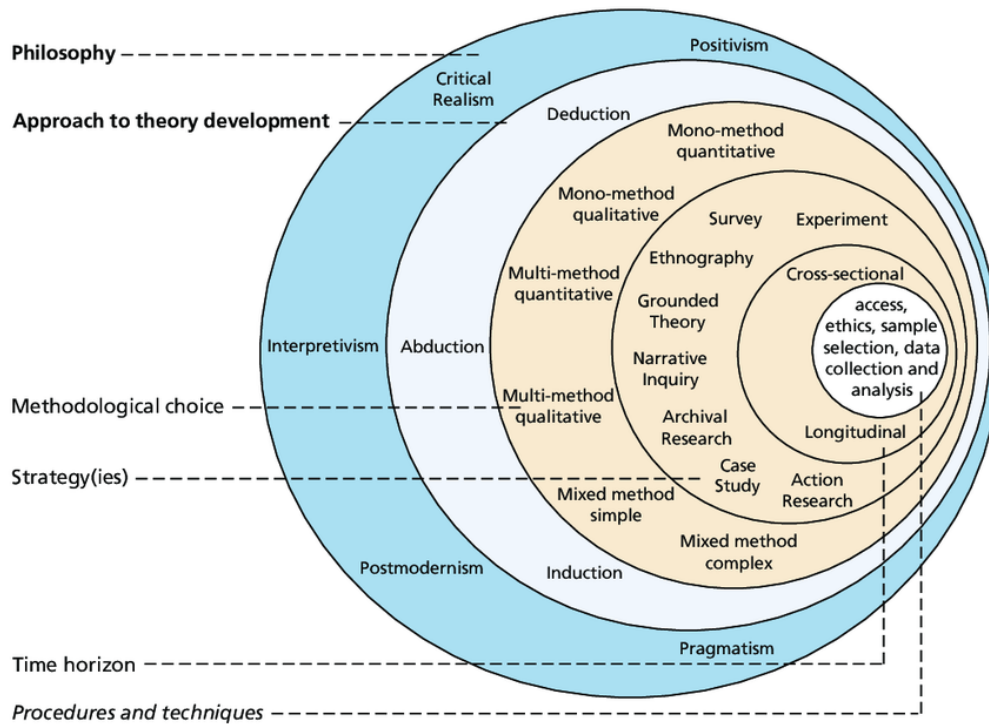 Philosophy
Positivism
Critical
Realism
Approach to theory development
Deduction
Mono-method
quantitative
Mono-method
qualitative
Survey
Experiment
Ethnography
Multi-method
quantitative
Cross-sectional
Grounded
Theory
access,
ethics, sample
selection, data
collection and
analysis
Interpretivism
Abduction
Narrative
Inquiry
Methodological choice
Multi-method
qualitative
Archival
Research
Longitudinal
Strategy(ies)
Case
Study
Action
Research
Mixed method
simple
Mixed method
complex
Postmodernism
Induction
Pragmatism
Time horizon
Procedures and techniques